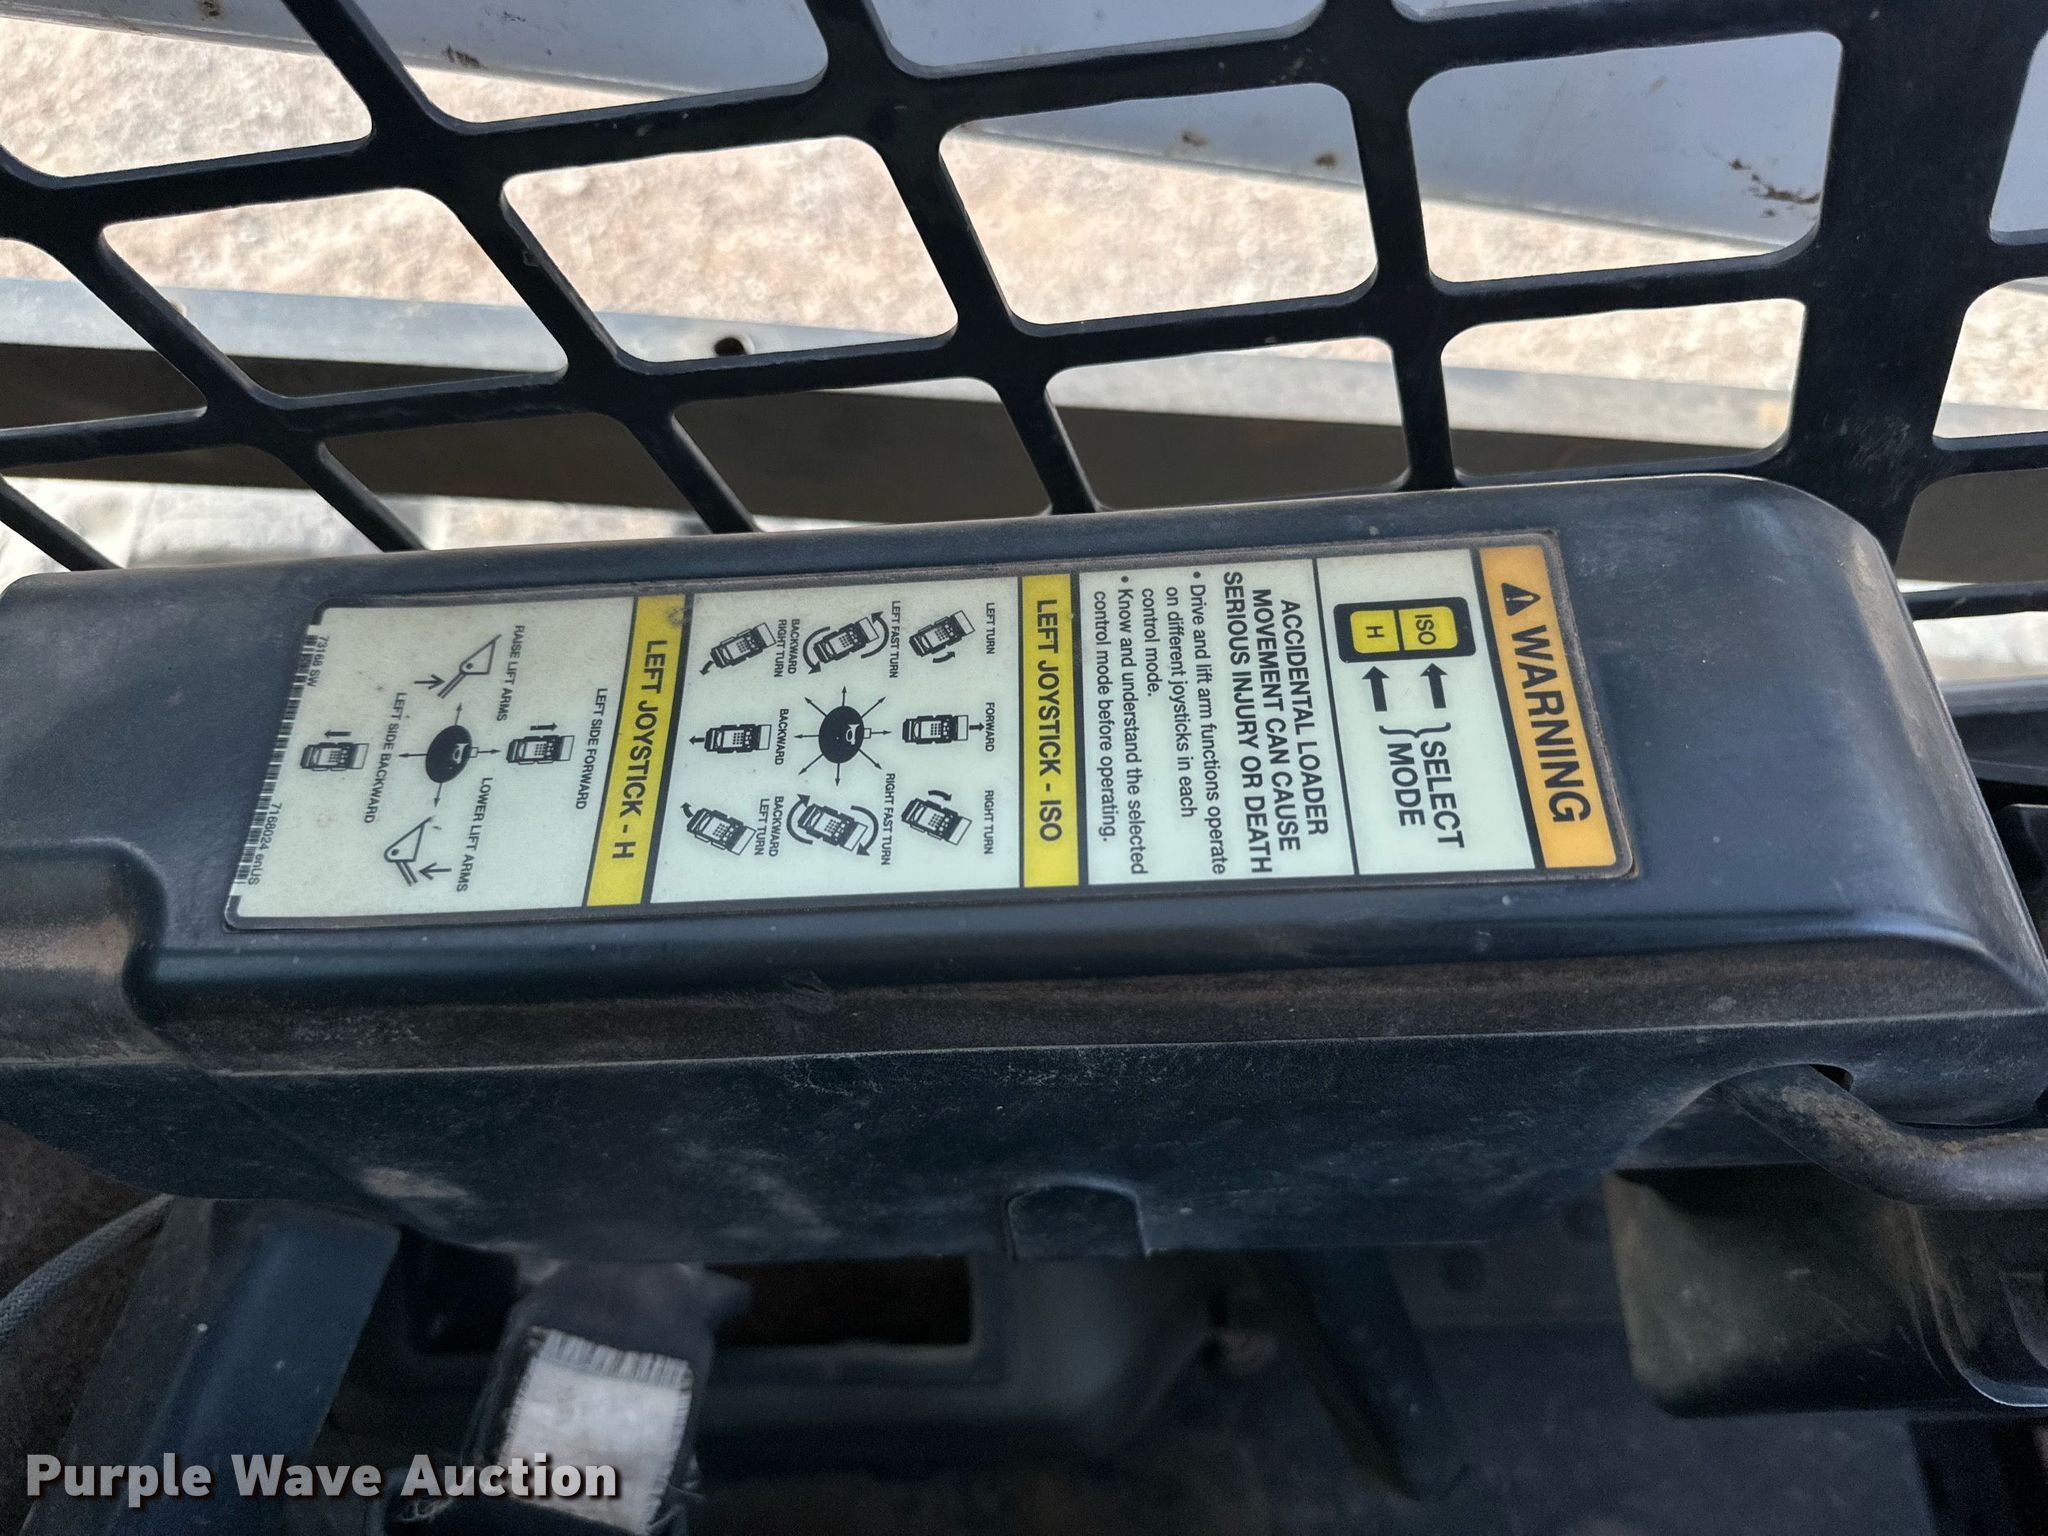 WARNING
ISO
H
SELECT
MODE
ACCIDENTAL LOADER
MOVEMENT CAN CAUSE
SERIOUS INJURY OR DEATH
• Drive and lift arm functions operate
on different joysticks in each
control mode.
• Know and understand the selected
control mode before operating.
LEFT JOYSTICK - ISO
LEFT TURN
FORWARD
RIGHT TURN
LEFT FAST TURN
RIGHT FAST TURN
BACKWARD
RIGHT TURN
BACKWARD
BACKWARD
LEFT TURN
LEFT JOYSTICK - H
LEFT SIDE FORWARD
RAISE LIFT ARMS
LOWER LIFT ARMS
LEFT SIDE BACKWARD
73168 SW
7168024 enUS
Purple Wave Auction